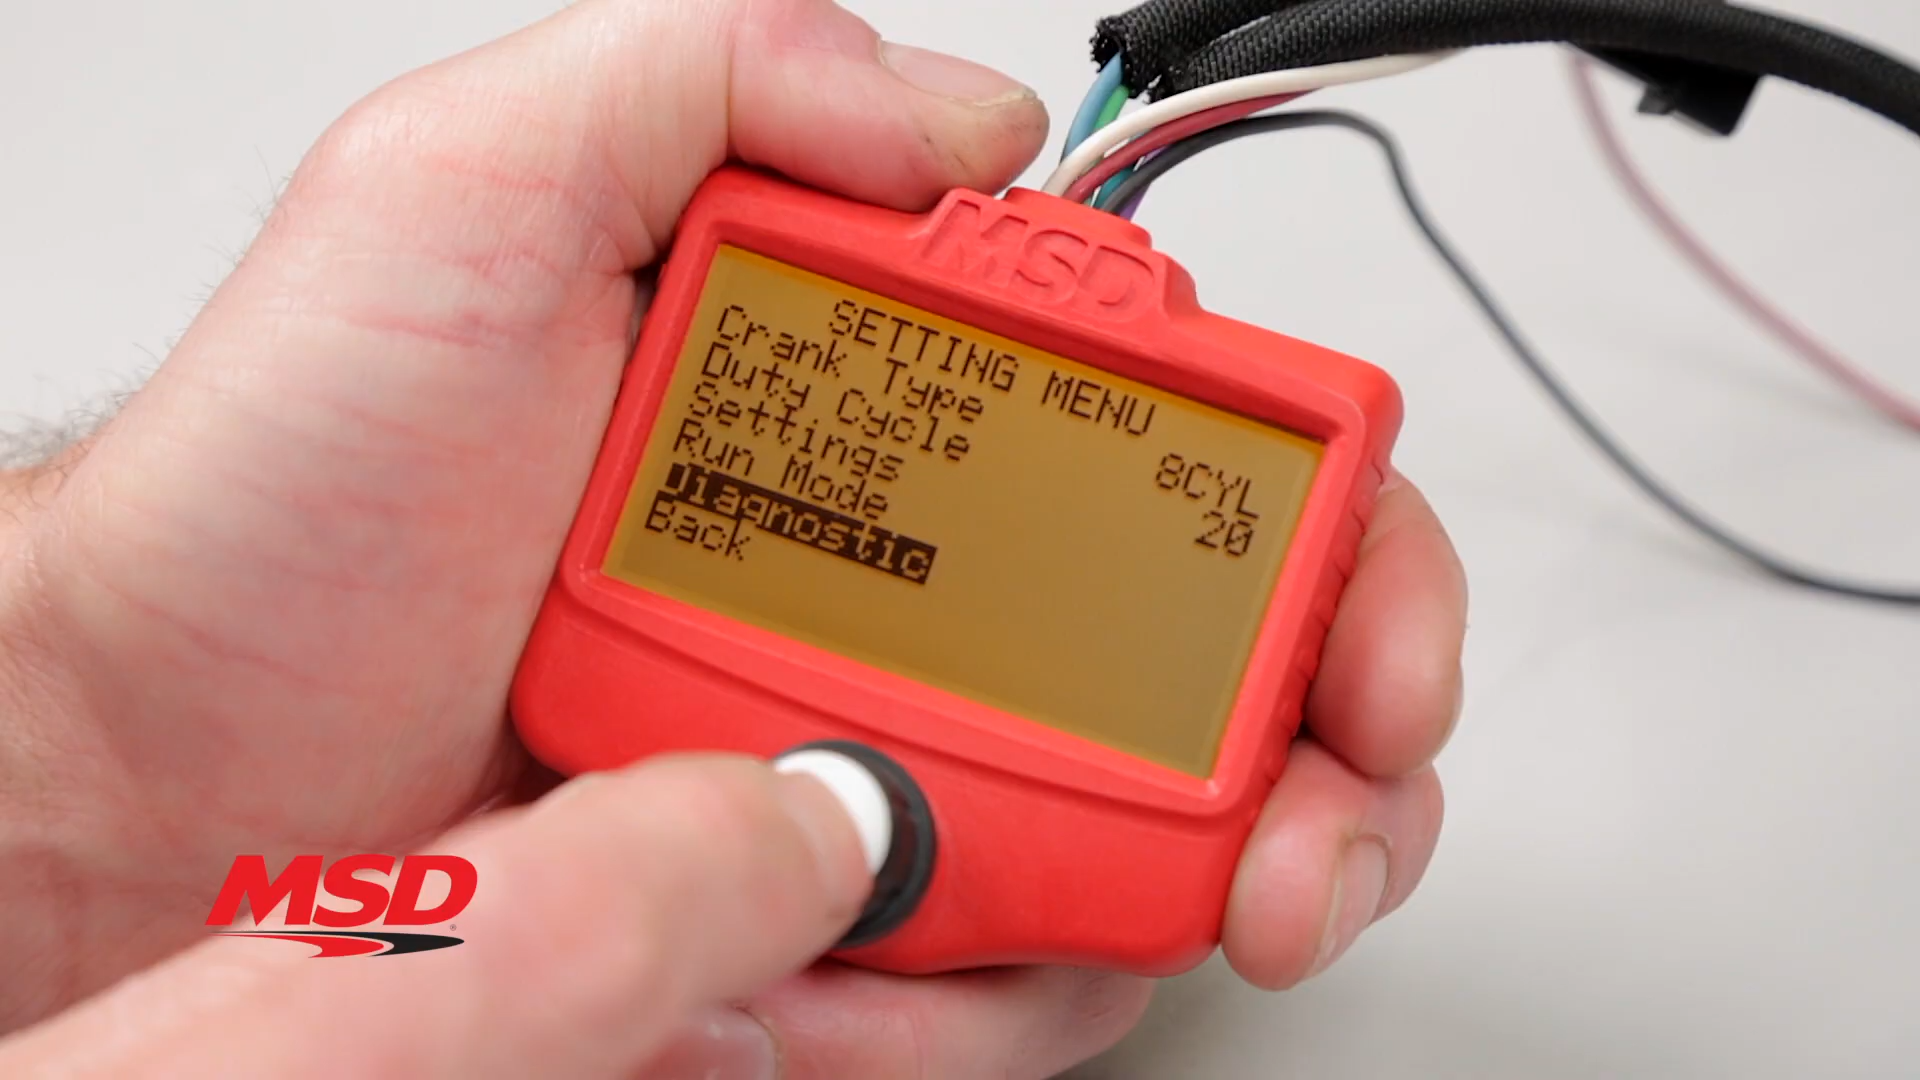 MSD
SETTING MENU
Crank Type 8CYL
Duty Cycle 20
Settings
Run Mode
Diagnostic
Back
MSD